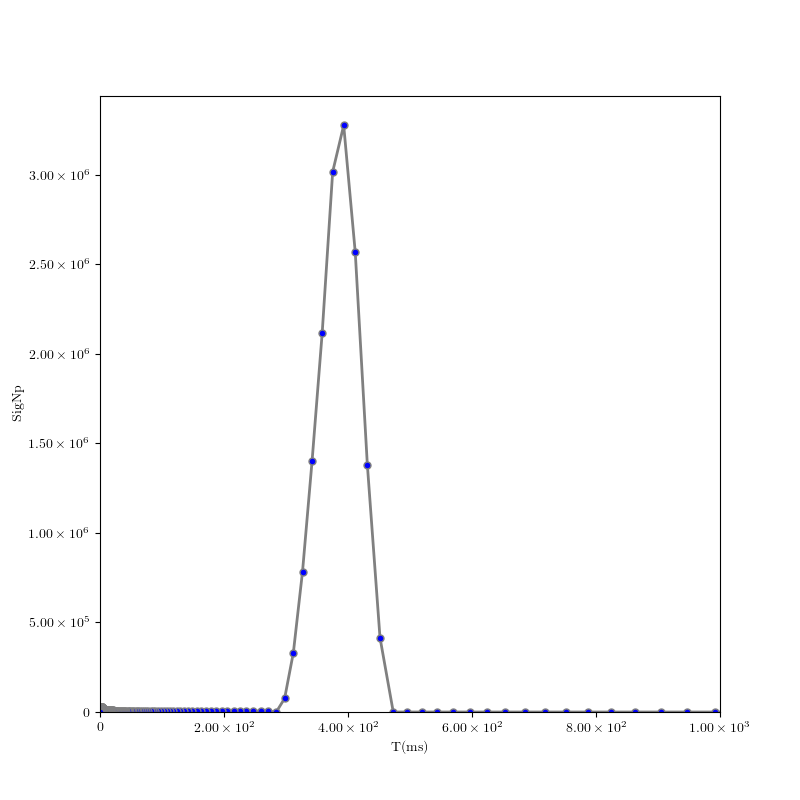 3.00 × 10⁶
2.50 × 10⁶
2.00 × 10⁶
1.50 × 10⁶
1.00 × 10⁶
5.00 × 10⁵
0
SigNp
0
2.00 × 10²
4.00 × 10²
6.00 × 10²
8.00 × 10²
1.00 × 10³
T(ms)